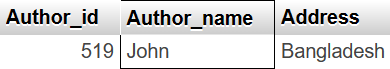 Author_id Author_name Address
519 John Bangladesh